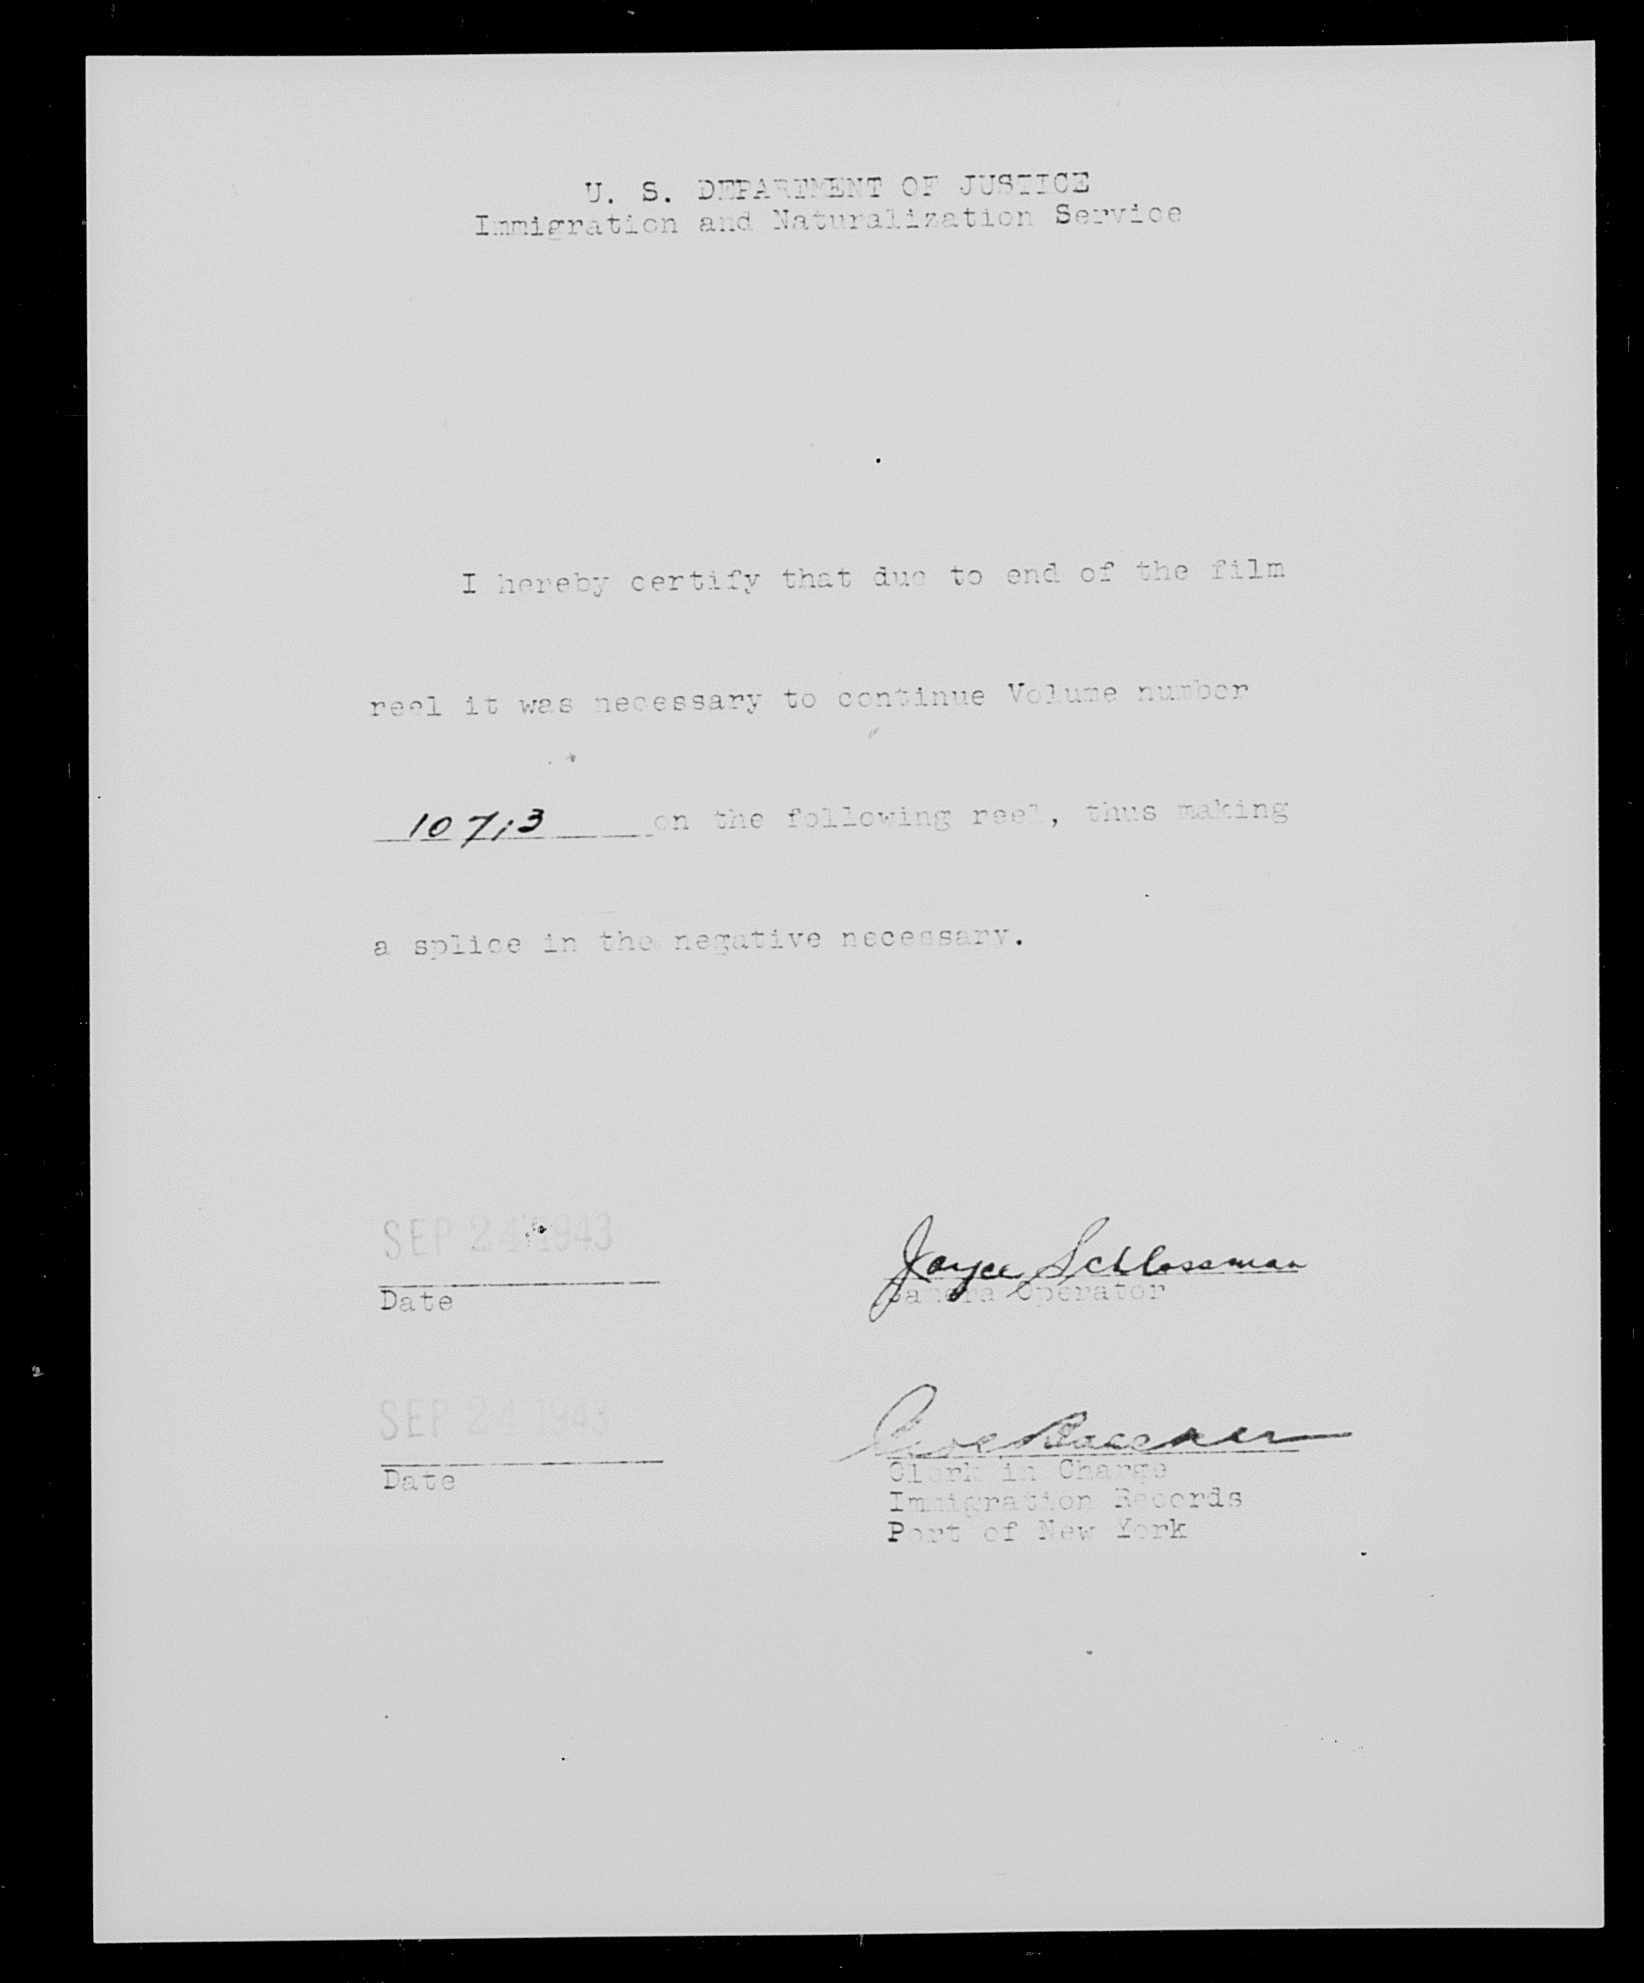 U. S. DEPARTMENT OF JUSTICE
Immigration and Naturalization Service
I hereby certify that due to end of the film
reel it was necessary to continue Volume number
10713 on the following reel, thus making
a splice in the negative necessary.
SEP 24 1943
Joyce Schlossman
Date
Camera Operator
SEP 24 1943
Date
Clerk in Charge
Immigration Records
Port of New York